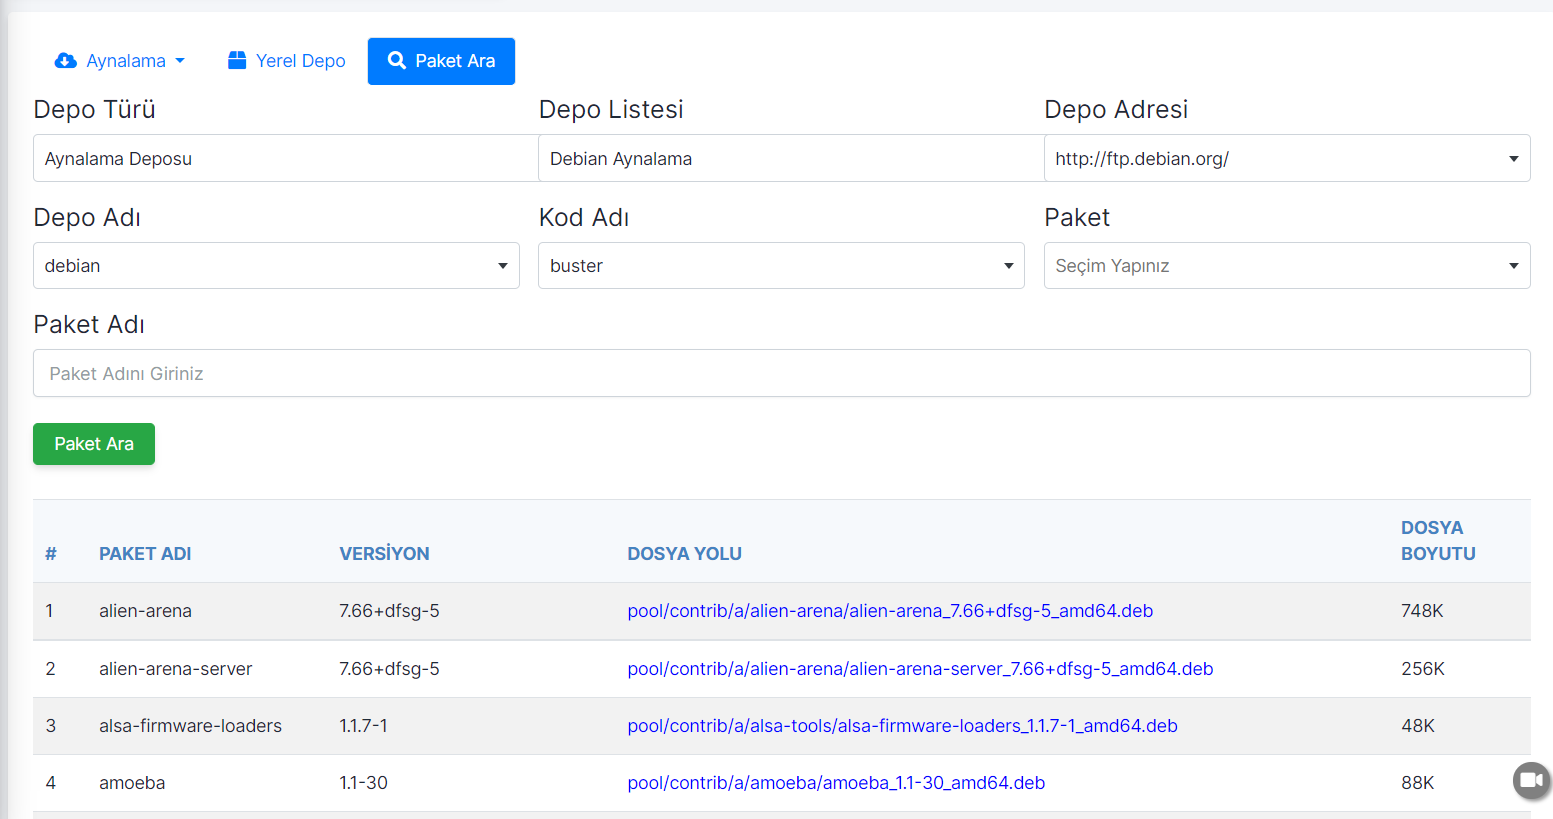 Aynalama
Yerel Depo
Paket Ara
Depo Türü
Depo Listesi
Depo Adresi
Aynalama Deposu
Debian Aynalama
http://ftp.debian.org/
Depo Adı
Kod Adı
Paket
debian
buster
Seçim Yapınız
Paket Adı
Paket Adını Giriniz
Paket Ara
# PAKET ADI VERSİYON DOSYA YOLU DOSYA BOYUTU
1 alien-arena 7.66+dfsg-5 pool/contrib/a/alien-arena/alien-arena_7.66+dfsg-5_amd64.deb 748K
2 alien-arena-server 7.66+dfsg-5 pool/contrib/a/alien-arena/alien-arena-server_7.66+dfsg-5_amd64.deb 256K
3 alsa-firmware-loaders 1.1.7-1 pool/contrib/a/alsa-tools/alsa-firmware-loaders_1.1.7-1_amd64.deb 48K
4 amoeba 1.1-30 pool/contrib/a/amoeba/amoeba_1.1-30_amd64.deb 88K